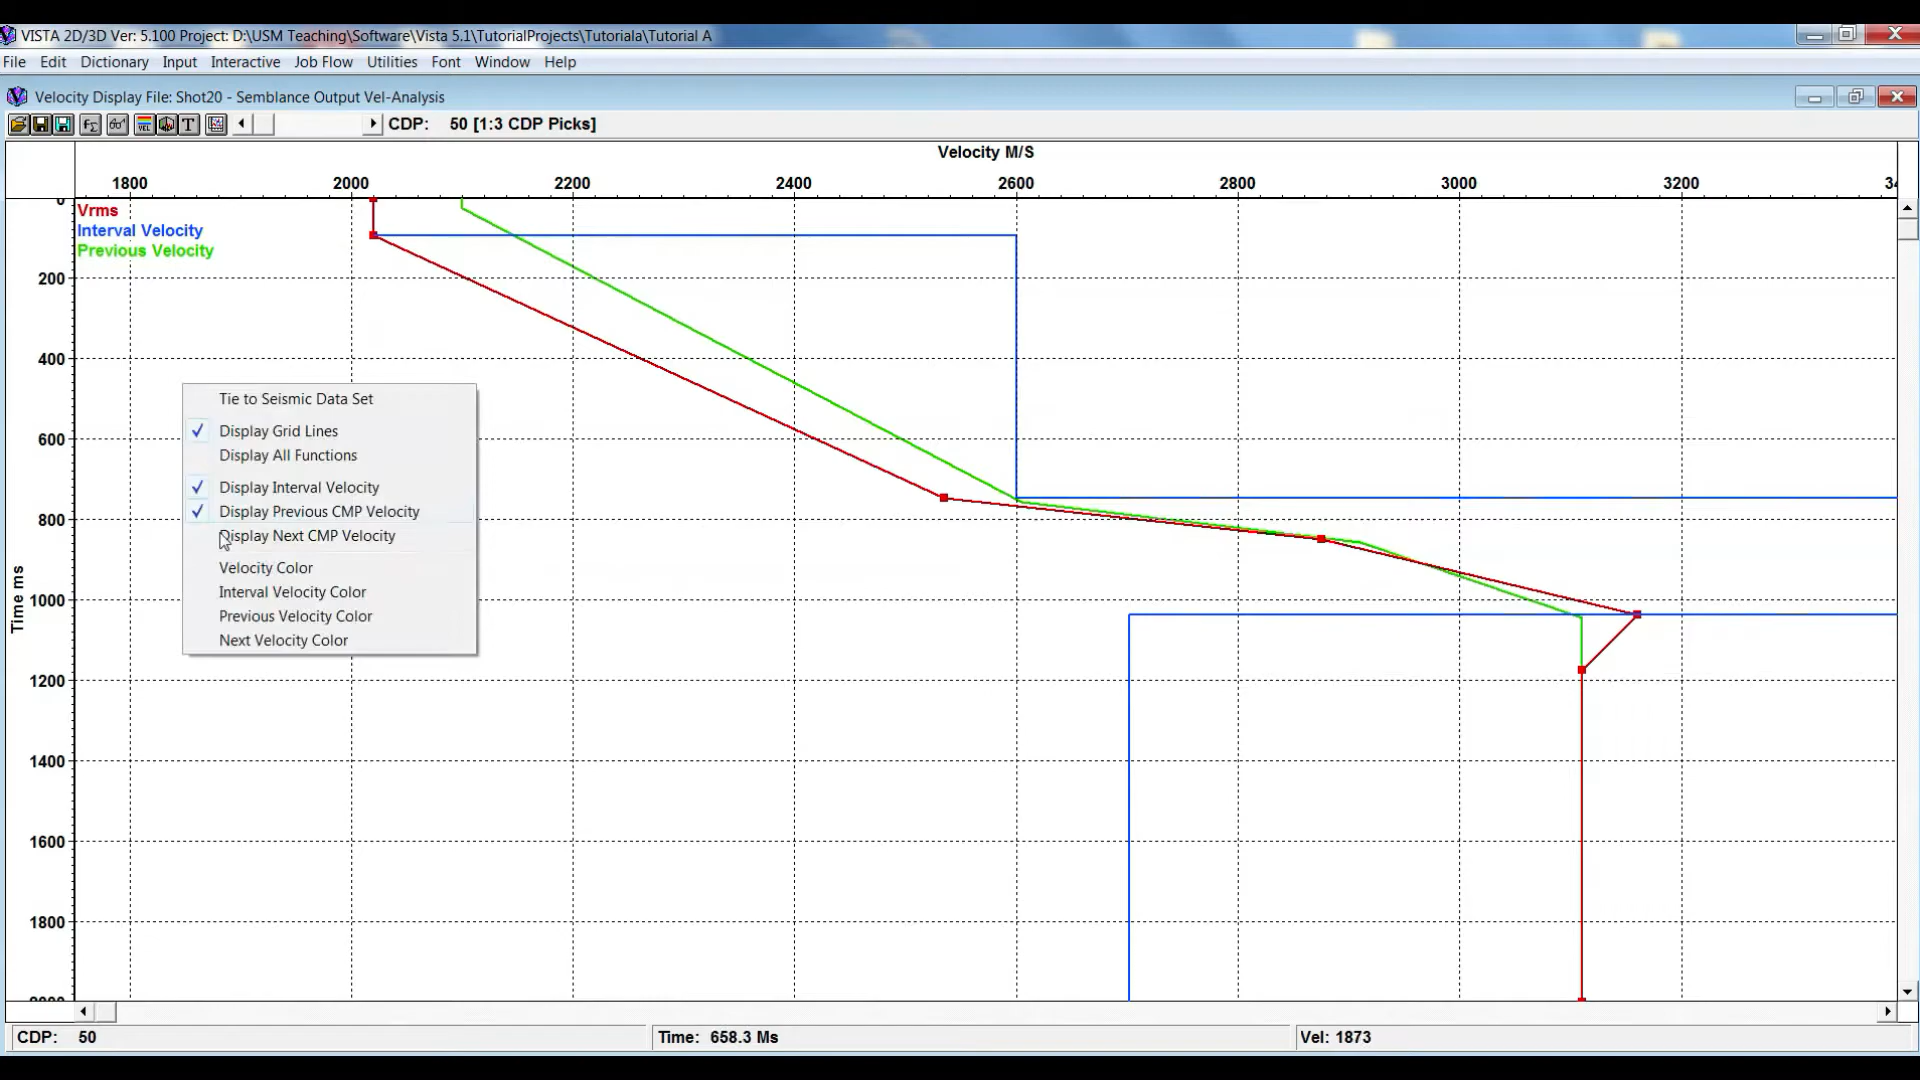 VISTA 2D/3D Ver: 5.100 Project: D:\USM Teaching\Software\Vista 5.1\TutorialProjects\Tutoriala\Tutorial A
File Edit Dictionary Input Interactive Job Flow Utilities Font Window Help
Velocity Display File: Shot20 - Semblance Output Vel-Analysis
VEL T CDP: 50 [1:3 CDP Picks]
Velocity M/S
1800 2000 2200 2400 2600 2800 3000 3200
0
Vrms
Interval Velocity
Previous Velocity
200
400
600
800
1000
1200
1400
1600
1800
2000
Time ms
Tie to Seismic Data Set
Display Grid Lines
Display All Functions
Display Interval Velocity
Display Previous CMP Velocity
Display Next CMP Velocity
Velocity Color
Interval Velocity Color
Previous Velocity Color
Next Velocity Color
CDP: 50 Time: 658.3 Ms Vel: 1873